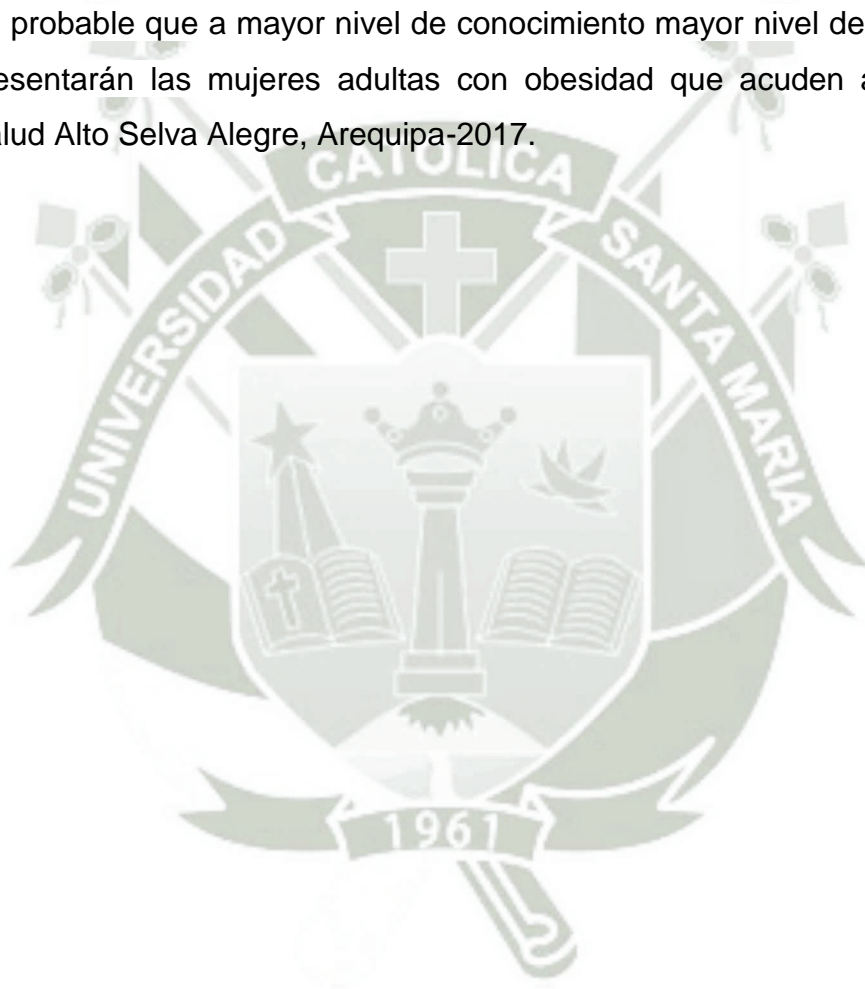 probable que a mayor nivel de conocimiento mayor nivel de
esentarán las mujeres adultas con obesidad que acuden a
alud Alto Selva Alegre, Arequipa-2017.
UNIVERSIDAD CATOLICA SANTA MARIA
1961